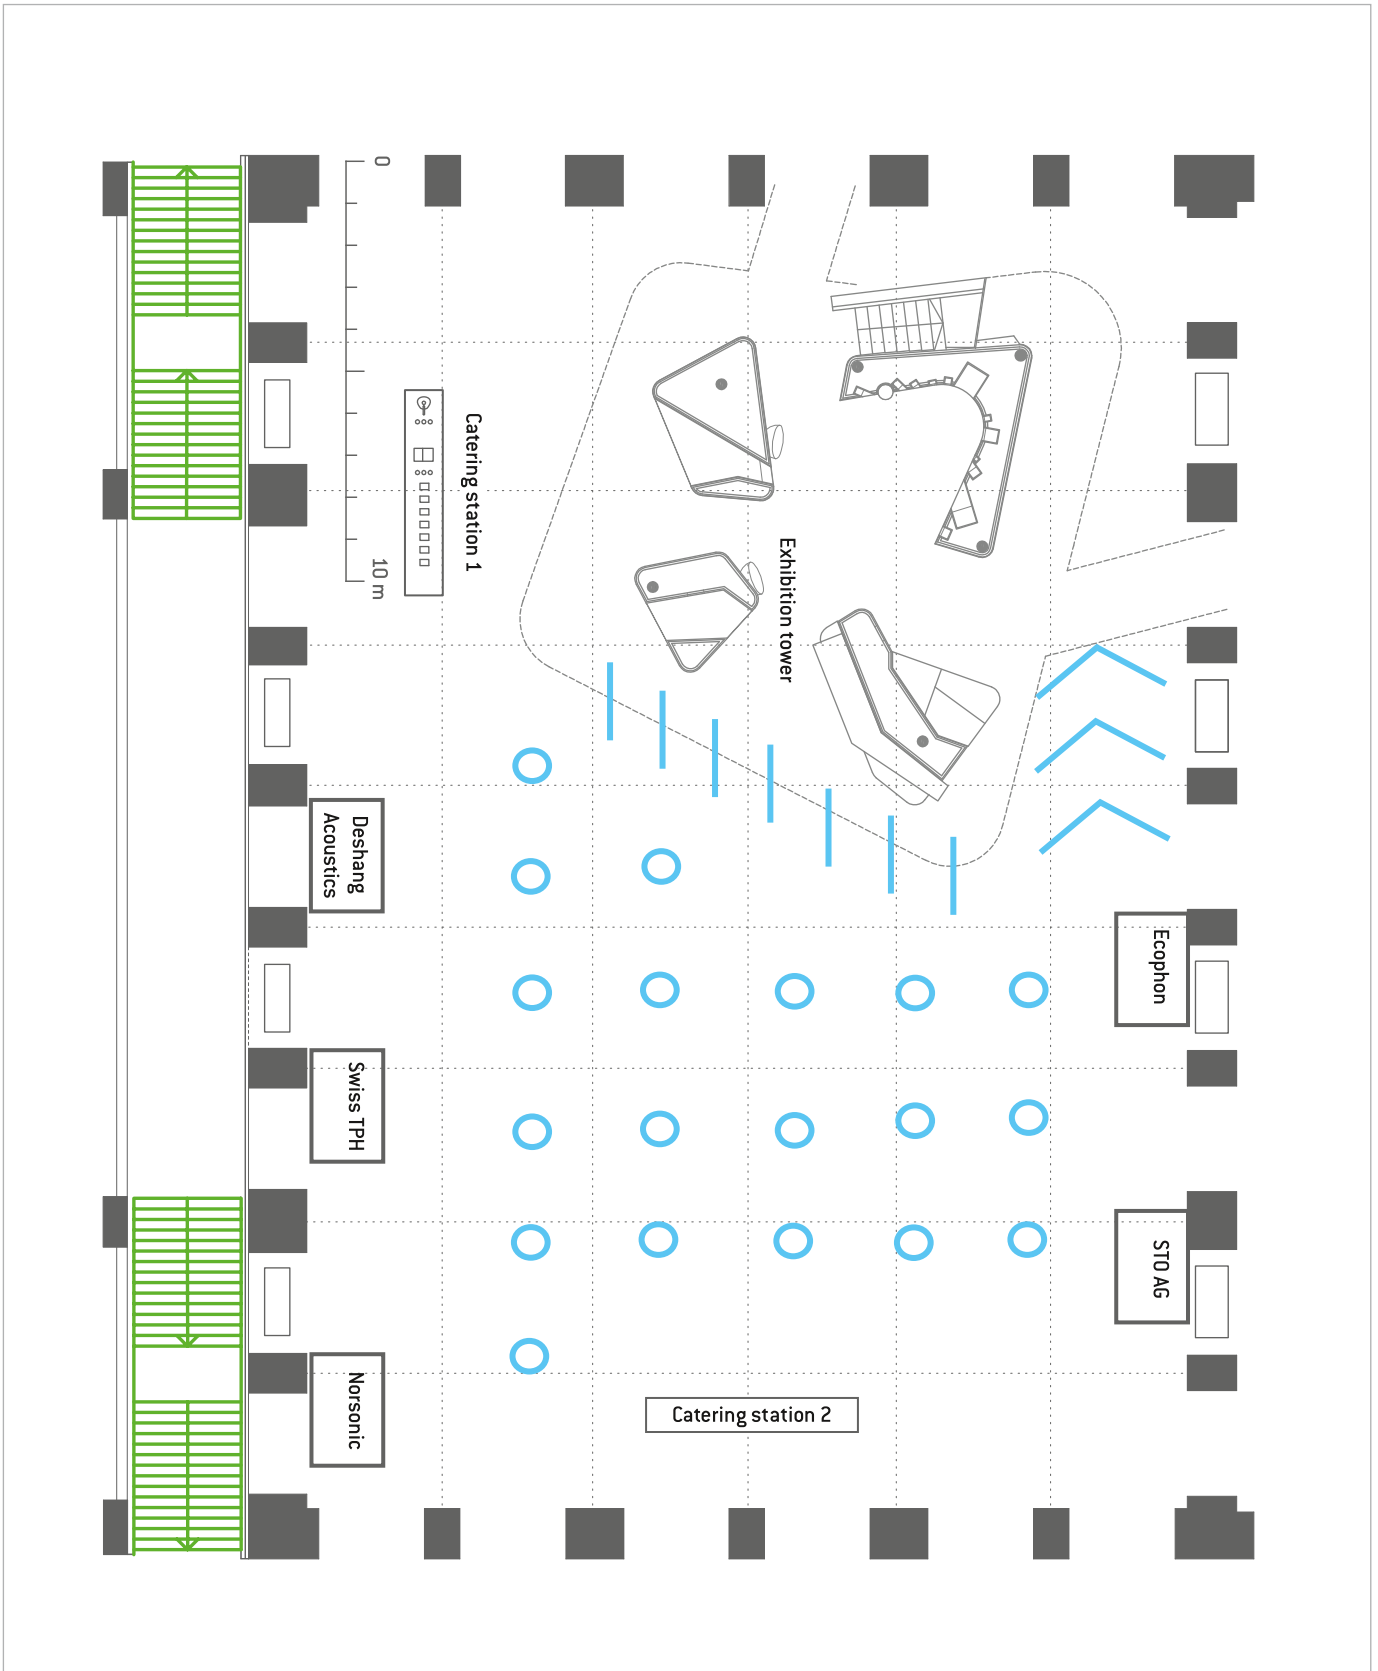 0
10 m
Catering station 1
Exhibition tower
Deshang
Acoustics
Ecophon
Swiss TPH
STO AG
Norsonic
Catering station 2